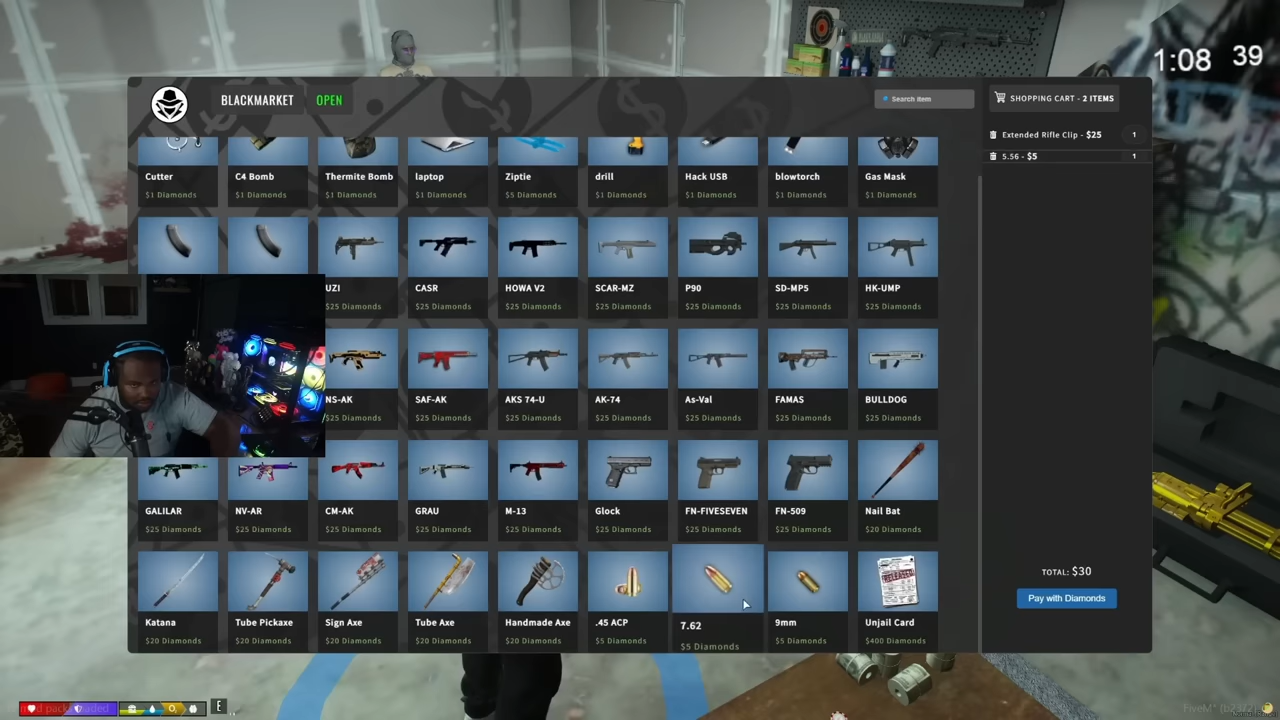 1:08 39
BLACKMARKET OPEN
Search item
SHOPPING CART - 2 ITEMS
Extended Rifle Clip - $25 1
5.56 - $5 1
Cutter C4 Bomb Thermite Bomb laptop Ziptie drill Hack USB blowtorch Gas Mask
$1 Diamonds $1 Diamonds $1 Diamonds $1 Diamonds $5 Diamonds $1 Diamonds $1 Diamonds $1 Diamonds $1 Diamonds
UZI CASR HOWA V2 SCAR-MZ P90 SD-MP5 HK-UMP
$25 Diamonds $25 Diamonds $25 Diamonds $25 Diamonds $25 Diamonds $25 Diamonds $25 Diamonds
NS-AK SAF-AK AKS 74-U AK-74 As-Val FAMAS BULLDOG
$25 Diamonds $25 Diamonds $25 Diamonds $25 Diamonds $25 Diamonds $25 Diamonds $25 Diamonds
GALILAR NV-AR CM-AK GRAU M-13 Glock FN-FIVESEVEN FN-509 Nail Bat
$25 Diamonds $25 Diamonds $25 Diamonds $25 Diamonds $25 Diamonds $25 Diamonds $25 Diamonds $25 Diamonds $20 Diamonds
Katana Tube Pickaxe Sign Axe Tube Axe Handmade Axe .45 ACP 7.62 9mm Unjail Card
$20 Diamonds $20 Diamonds $20 Diamonds $20 Diamonds $20 Diamonds $5 Diamonds $5 Diamonds $5 Diamonds $400 Diamonds
TOTAL: $30
Pay with Diamonds
E